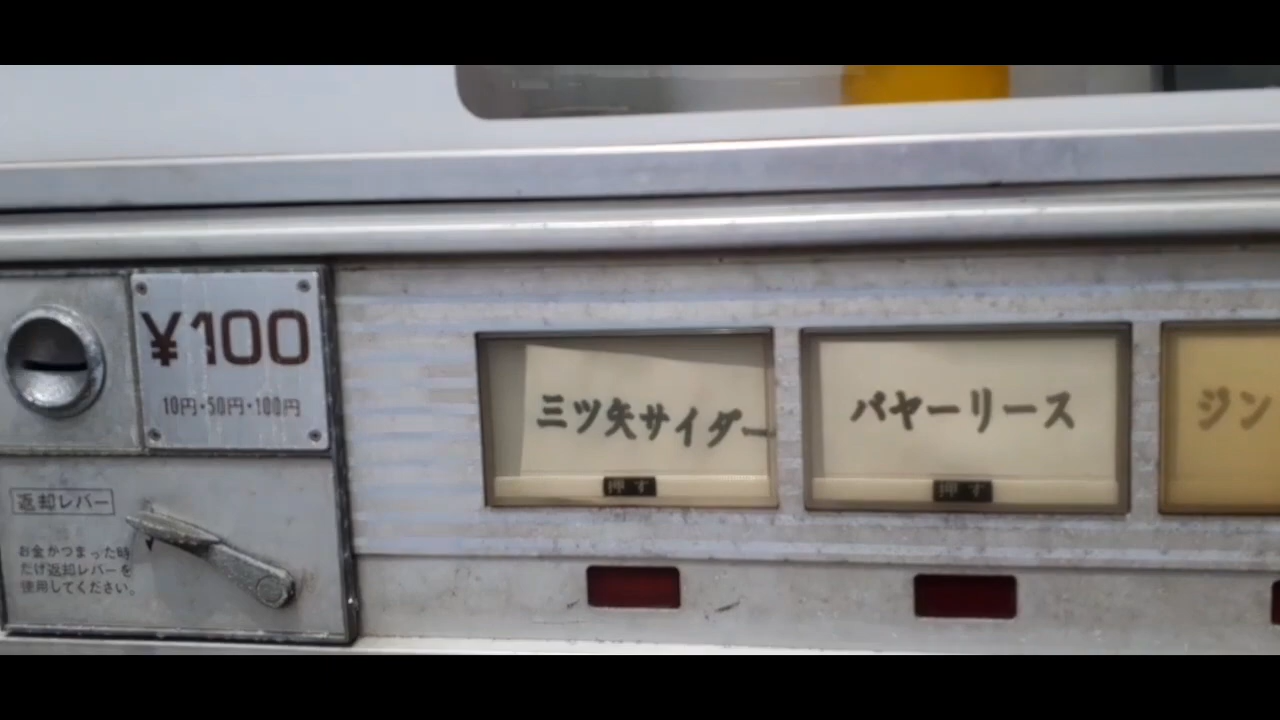 ¥100
10円・50円・100円
返却レバー
お金がつまった時
だけ返却レバーを
使用してください。
三ツ矢サイダー
押す
バヤーリース
押す
ジン